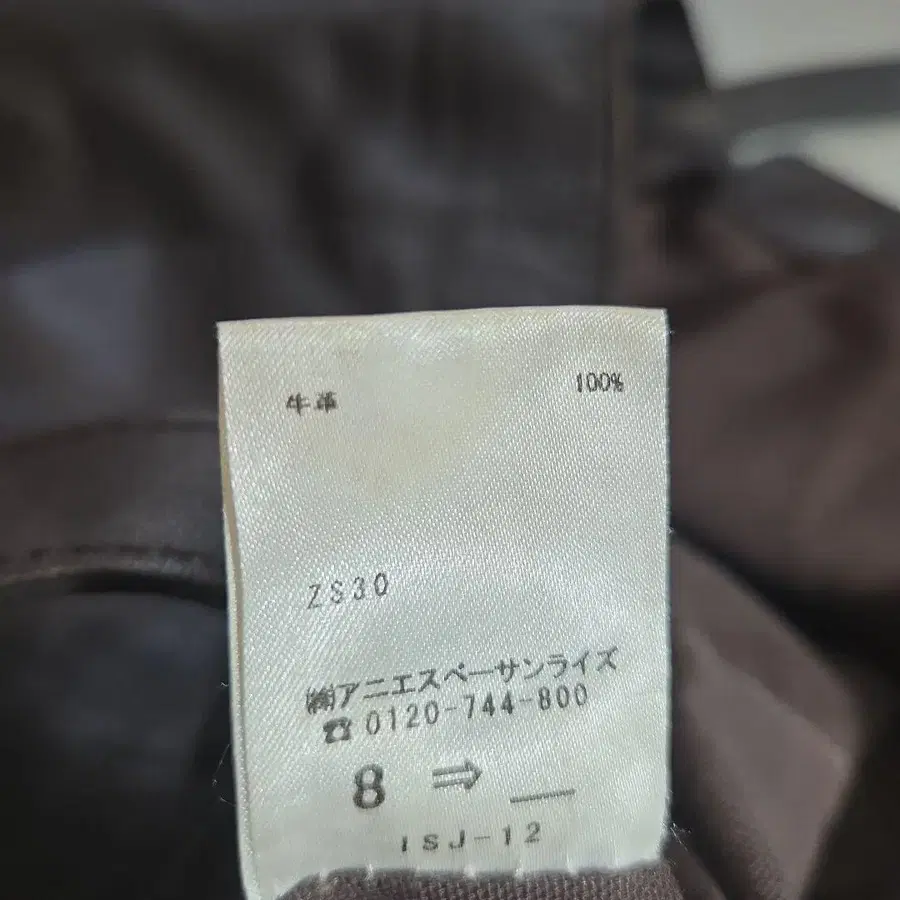 牛革 100%
ZS30
㈱アニエスベーサンライズ
☎ 0120-744-800
8 ⇒ __
ISJ-12